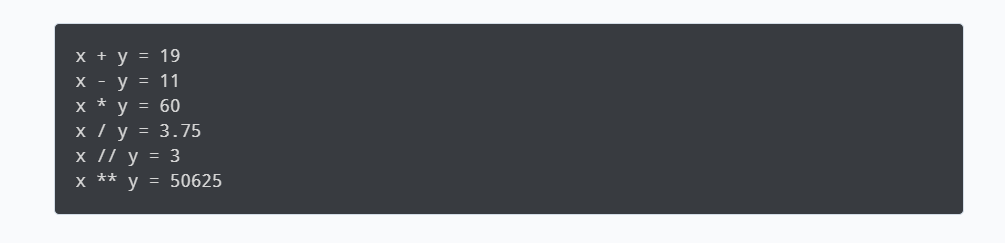 x + y = 19
x - y = 11
x * y = 60
x / y = 3.75
x // y = 3
x ** y = 50625